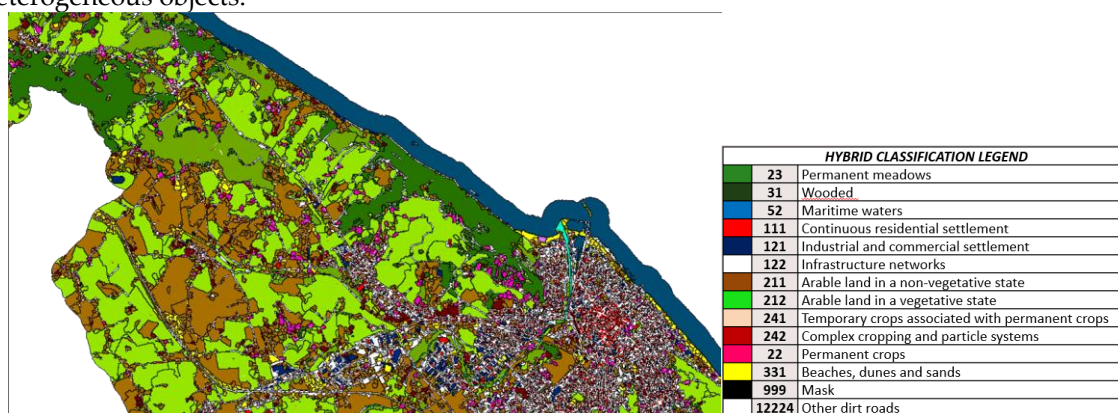 eterogeneous objects.
HYBRID CLASSIFICATION LEGEND
23 Permanent meadows
31 Wooded
52 Maritime waters
111 Continuous residential settlement
121 Industrial and commercial settlement
122 Infrastructure networks
211 Arable land in a non-vegetative state
212 Arable land in a vegetative state
241 Temporary crops associated with permanent crops
242 Complex cropping and particle systems
22 Permanent crops
331 Beaches, dunes and sands
999 Mask
12224 Other dirt roads